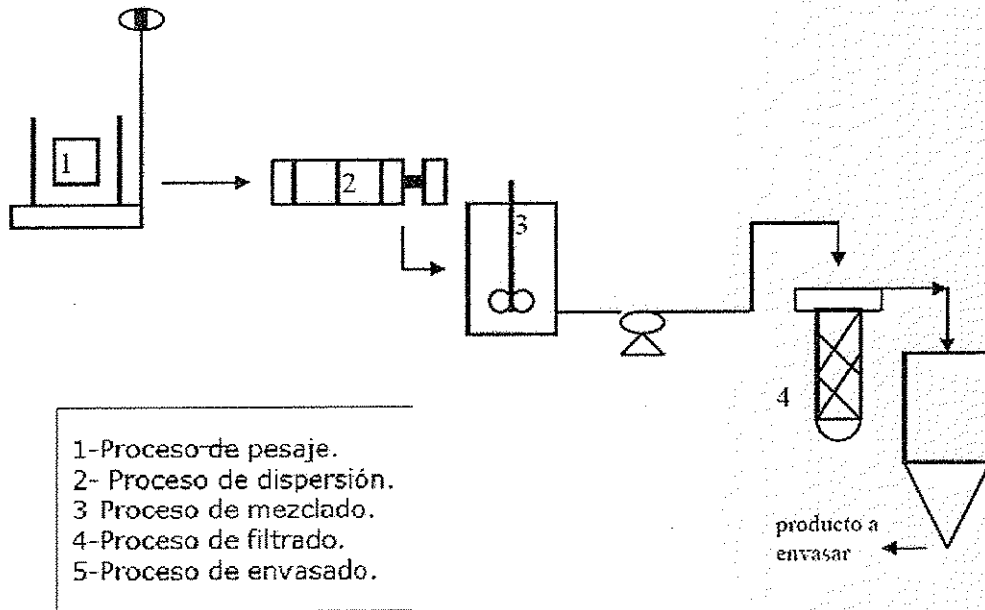 1
2
3
4
1-Proceso de pesaje.
2- Proceso de dispersión.
3 Proceso de mezclado.
4-Proceso de filtrado.
5-Proceso de envasado.
producto a
envasar